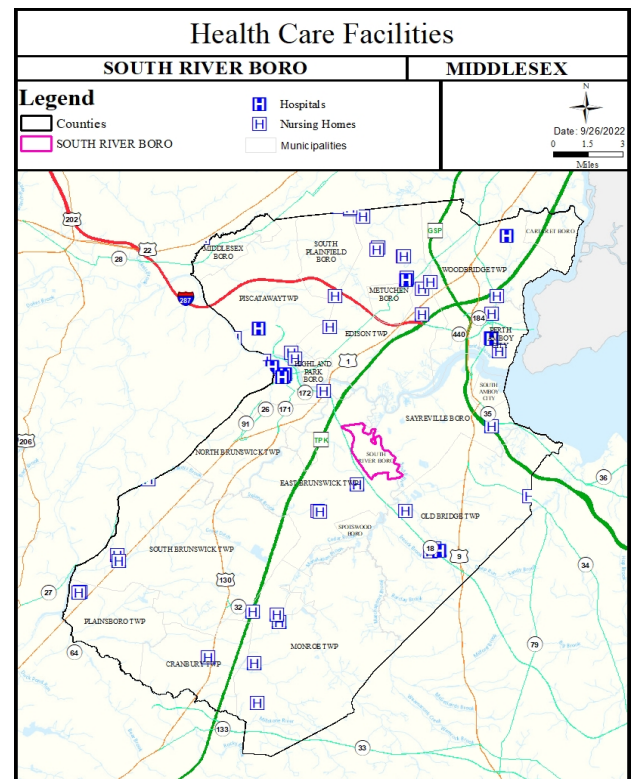 Health Care Facilities
SOUTH RIVER BORO
MIDDLESEX
Legend
Counties
SOUTH RIVER BORO
H Hospitals
H Nursing Homes
Municipalities
N
Date: 9/26/2022
0 1.5 3
Miles
202
22
28
287
MIDDLESEX
BORO
SOUTH
PLAINFIELD
BORO
GSP
CARTERET BORO
WOODBRIDGE TWP
METUCHEN
BORO
PISCATAWAY TWP
EDISON TWP
184
440
PERTH
AMBOY
CITY
1
HIGHLAND
PARK
BORO
172
SOUTH
AMBOY
CITY
26
171
91
35
SAYREVILLE BORO
206
TPK
NORTH BRUNSWICK TWP
SOUTH
RIVER BORO
36
EAST BRUNSWICK TWP
OLD BRIDGE TWP
SPOTSWOOD
BORO
SOUTH BRUNSWICK TWP
18
9
34
130
27
32
PLAINSBORO TWP
79
MONROE TWP
64
CRANBURY TWP
133
33